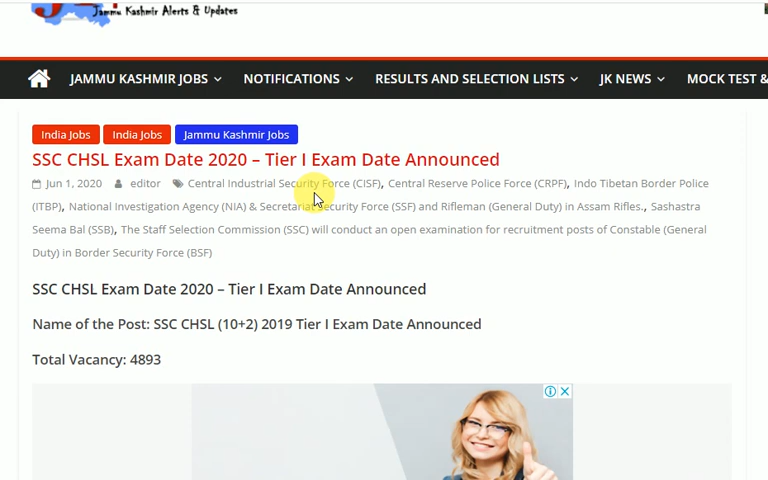 Jammu Kashmir Alerts & Updates
JAMMU KASHMIR JOBS NOTIFICATIONS RESULTS AND SELECTION LISTS JK NEWS MOCK TEST &
India Jobs India Jobs Jammu Kashmir Jobs
SSC CHSL Exam Date 2020 – Tier I Exam Date Announced
Jun 1, 2020 editor Central Industrial Security Force (CISF), Central Reserve Police Force (CRPF), Indo Tibetan Border Police
(ITBP), National Investigation Agency (NIA) & Secretariat Security Force (SSF) and Rifleman (General Duty) in Assam Rifles., Sashastra
Seema Bal (SSB), The Staff Selection Commission (SSC) will conduct an open examination for recruitment posts of Constable (General
Duty) in Border Security Force (BSF)
SSC CHSL Exam Date 2020 – Tier I Exam Date Announced
Name of the Post: SSC CHSL (10+2) 2019 Tier I Exam Date Announced
Total Vacancy: 4893